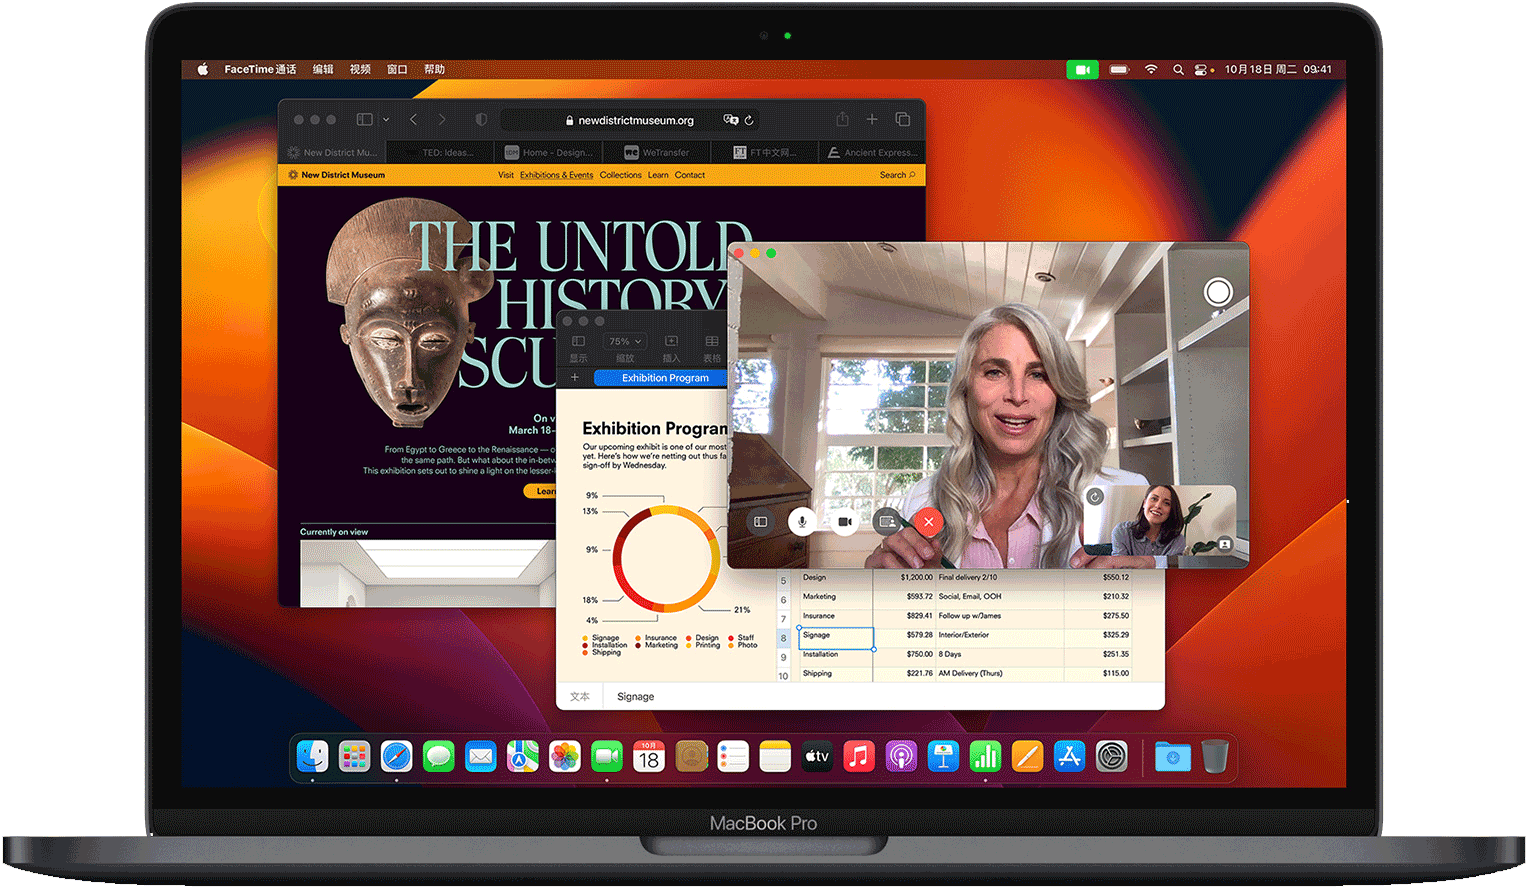 FaceTime通话 编辑 视频 窗口 帮助
10月18日 周二 09:41
newdistrictmuseum.org
New District Mu...
TED: Ideas...
Home - Design...
WeTransfer
FT中文网...
Ancient Express...
New District Museum
Visit Exhibitions & Events Collections Learn Contact
Search
THE UNTOLD
HISTORY
SCU
On v
March 18–
From Egypt to Greece to the Renaissance — o
the same path. But what about the in-betw
This exhibition sets out to shine a light on the lesser-
Lear
Currently on view
75%
显示 缩放 插入 表格
Exhibition Program
Exhibition Program
Our upcoming exhibit is one of our most
yet. Here's how we're netting out thus fa
sign-off by Wednesday.
9%
13%
9%
18%
4%
21%
Signage Insurance Design Staff
Installation Marketing Printing Photo
Shipping
5 Design $1,200.00 Final delivery 2/10 $550.12
6 Marketing $593.72 Social, Email, OOH $210.32
7 Insurance $829.41 Follow up w/James $275.50
8 Signage $579.28 Interior/Exterior $325.29
9 Installation $750.00 8 Days $251.35
10 Shipping $221.76 AM Delivery (Thurs) $115.00
文本 Signage
10月
18
tv
MacBook Pro